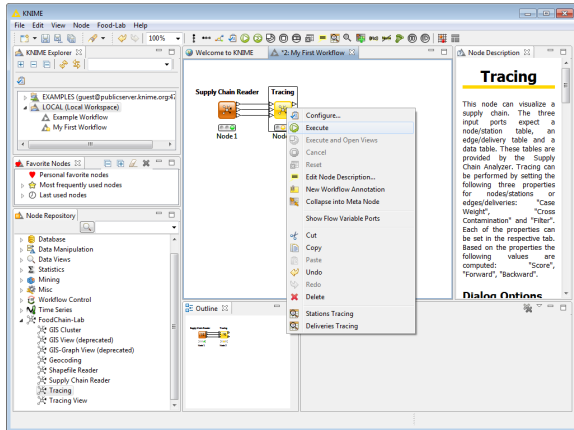 KNIME
File Edit View Node Food-Lab Help
100%
KNIME Explorer
EXAMPLES (guest@publicserver.knime.org:47
LOCAL (Local Workspace)
Example Workflow
My First Workflow
Favorite Nodes
Personal favorite nodes
Most frequently used nodes
Last used nodes
Node Repository
Database
Data Manipulation
Data Views
Statistics
Mining
Misc
Workflow Control
Time Series
FoodChain-Lab
GIS Cluster
GIS View (deprecated)
GIS-Graph View (deprecated)
Geocoding
Shapefile Reader
Supply Chain Reader
Tracing
Tracing View
Welcome to KNIME
*2: My First Workflow
Supply Chain Reader
Tracing
Node 1
Configure...
Execute
Execute and Open Views
Cancel
Reset
Edit Node Description...
New Workflow Annotation
Collapse into Meta Node
Show Flow Variable Ports
Cut
Copy
Paste
Undo
Redo
Delete
Stations Tracing
Deliveries Tracing
Outline
Node Description
Tracing
This node can visualize a
supply chain. The three
input ports expect a
node/station table, an
edge/delivery table and a
data table. These tables are
provided by the Supply
Chain Analyzer. Tracing can
be performed by setting the
following three properties
for nodes/stations or
edges/deliveries: "Case
Weight", "Cross
Contamination" and "Filter".
Each of the properties can
be set in the respective tab.
Based on the properties the
following values are
computed: "Score",
"Forward", "Backward".
Dialog Options